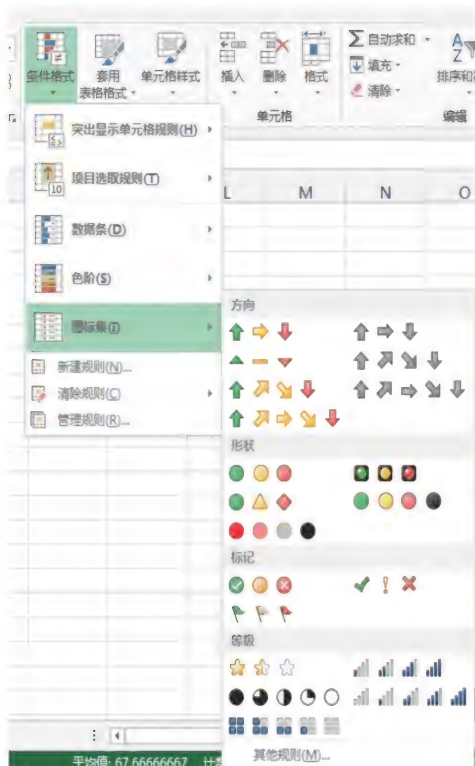 条件格式 套用 表格格式 单元格样式 插入 删除 格式 自动求和
填充
清除
排序和
单元格 编辑
突出显示单元格规则(H)
项目选取规则(T)
数据条(D)
色阶(S)
图标集(I)
新建规则(N)...
清除规则(C)
管理规则(R)...
L M N O
方向
形状
标记
等级
其他规则(M)...
平均值: 67.66666667